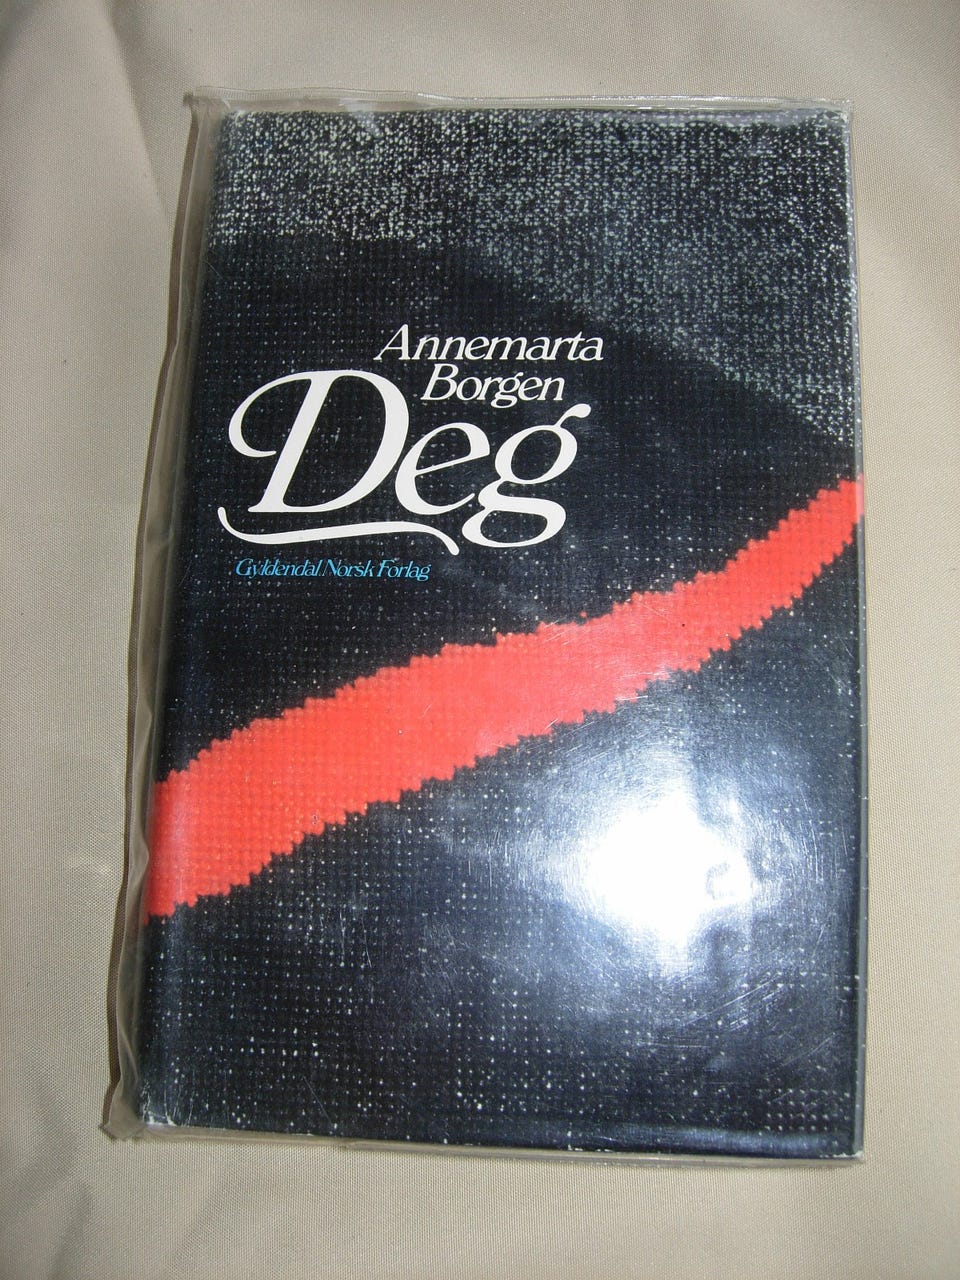 Annemarta
Borgen
Deg
Gyldendal Norsk Forlag